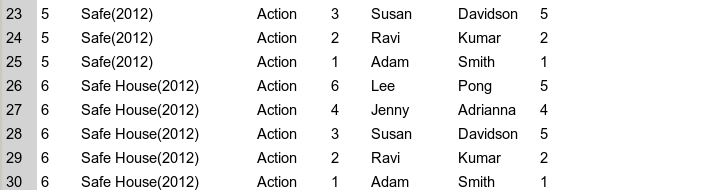 23 5 Safe(2012) Action 3 Susan Davidson 5
24 5 Safe(2012) Action 2 Ravi Kumar 2
25 5 Safe(2012) Action 1 Adam Smith 1
26 6 Safe House(2012) Action 6 Lee Pong 5
27 6 Safe House(2012) Action 4 Jenny Adrianna 4
28 6 Safe House(2012) Action 3 Susan Davidson 5
29 6 Safe House(2012) Action 2 Ravi Kumar 2
30 6 Safe House(2012) Action 1 Adam Smith 1